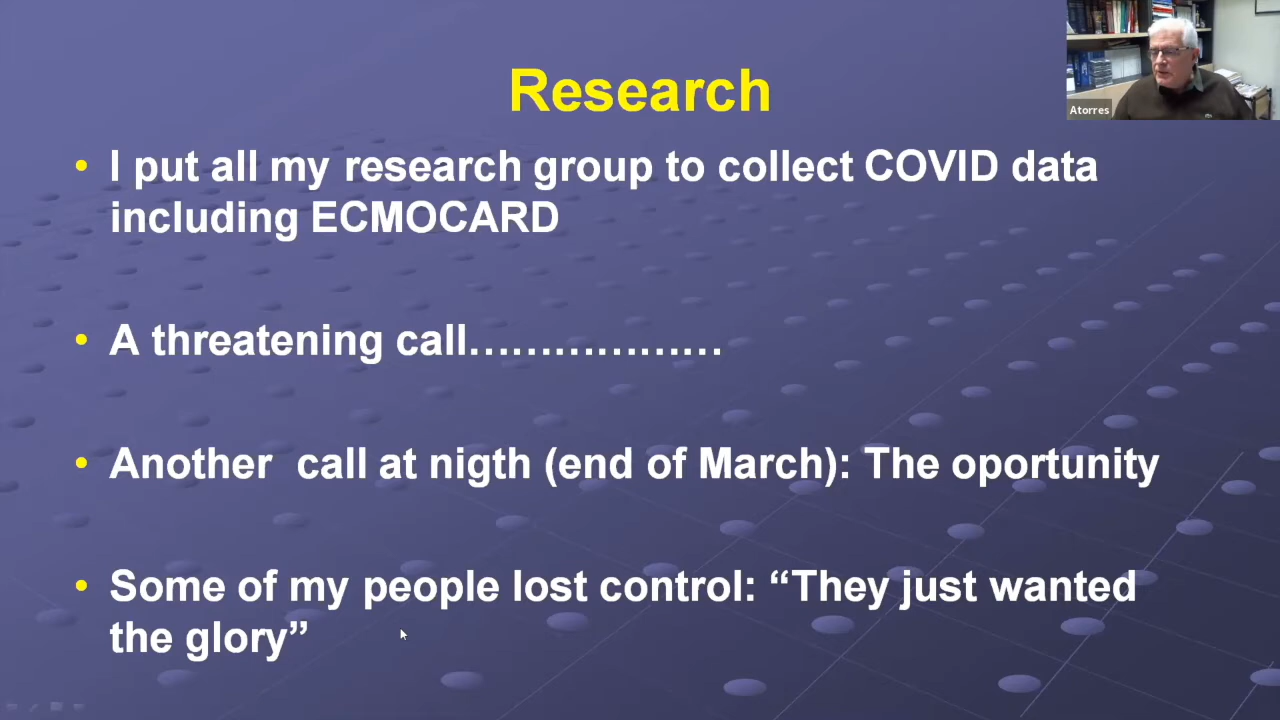 Research
Atorres
• I put all my research group to collect COVID data
including ECMOCARD
• A threatening call………………
• Another  call at nigth (end of March): The oportunity
• Some of my people lost control: “They just wanted
the glory”